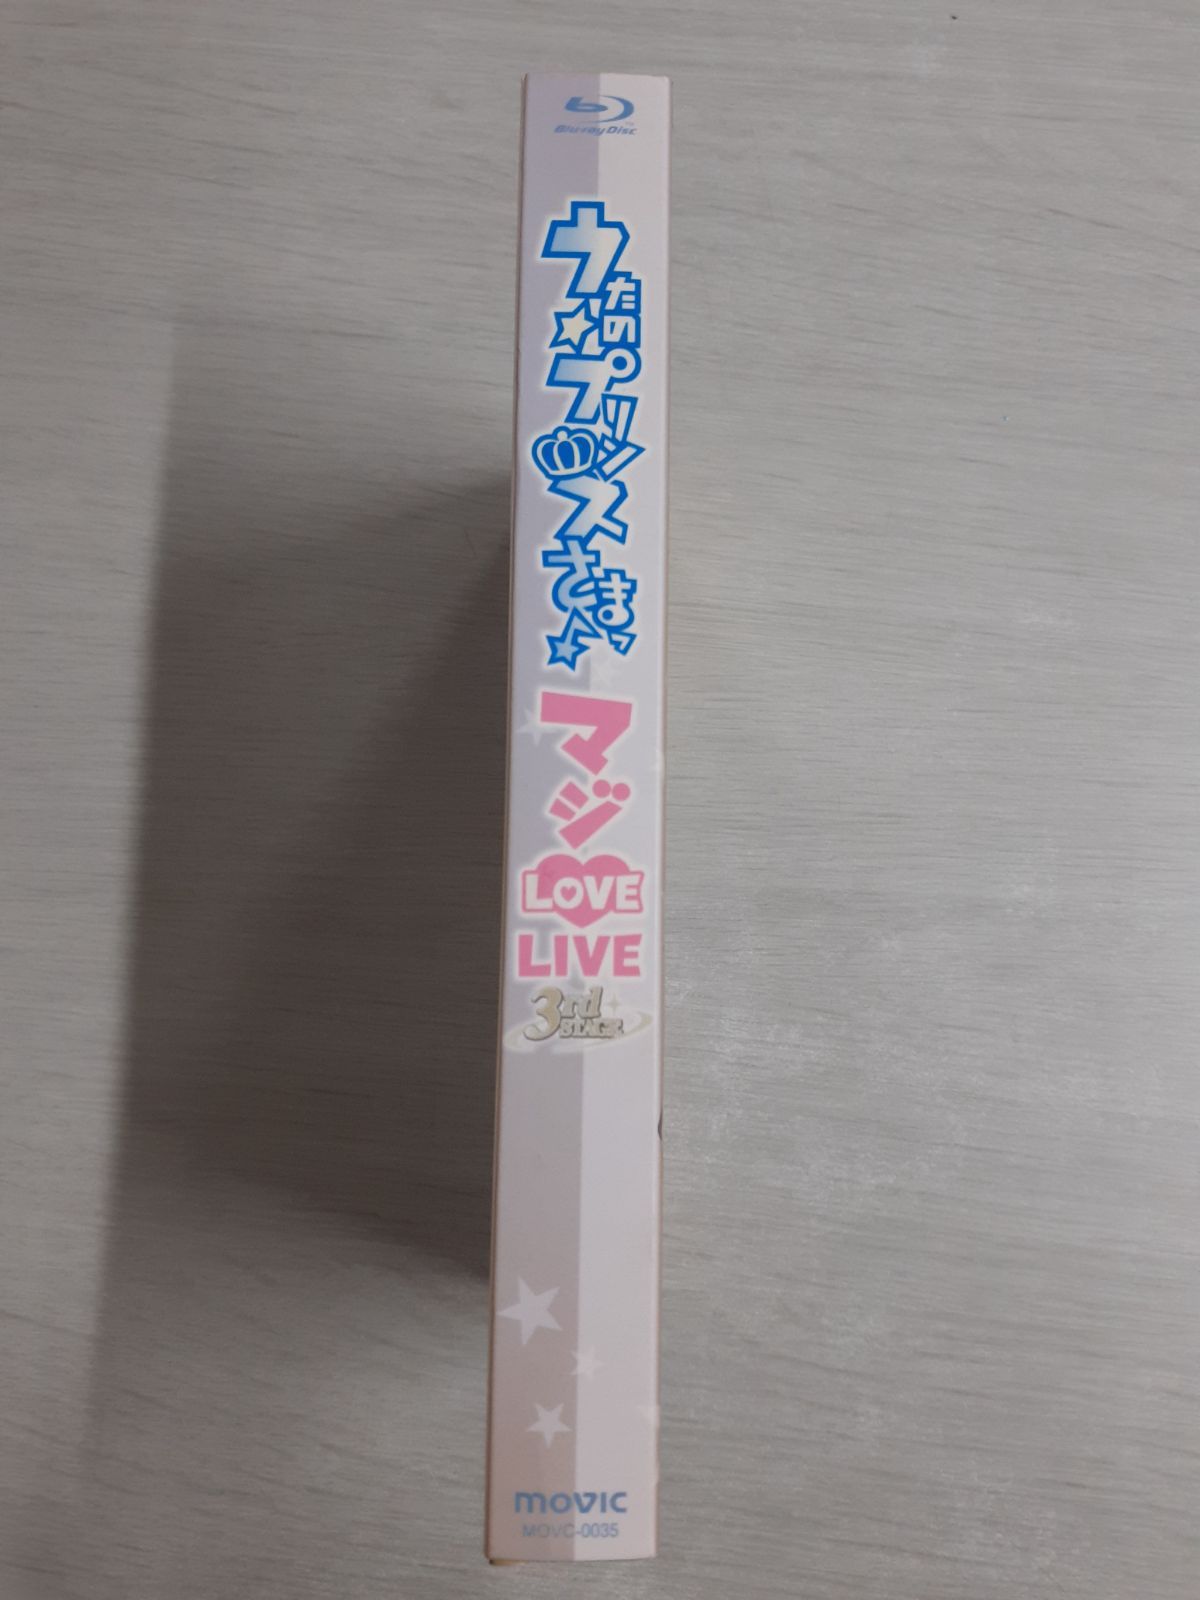 Blu-ray Disc
うたの☆プリンスさまっ♪
マジ
LOVE
LIVE
3rd
STAGE
movic
MOVC-0035